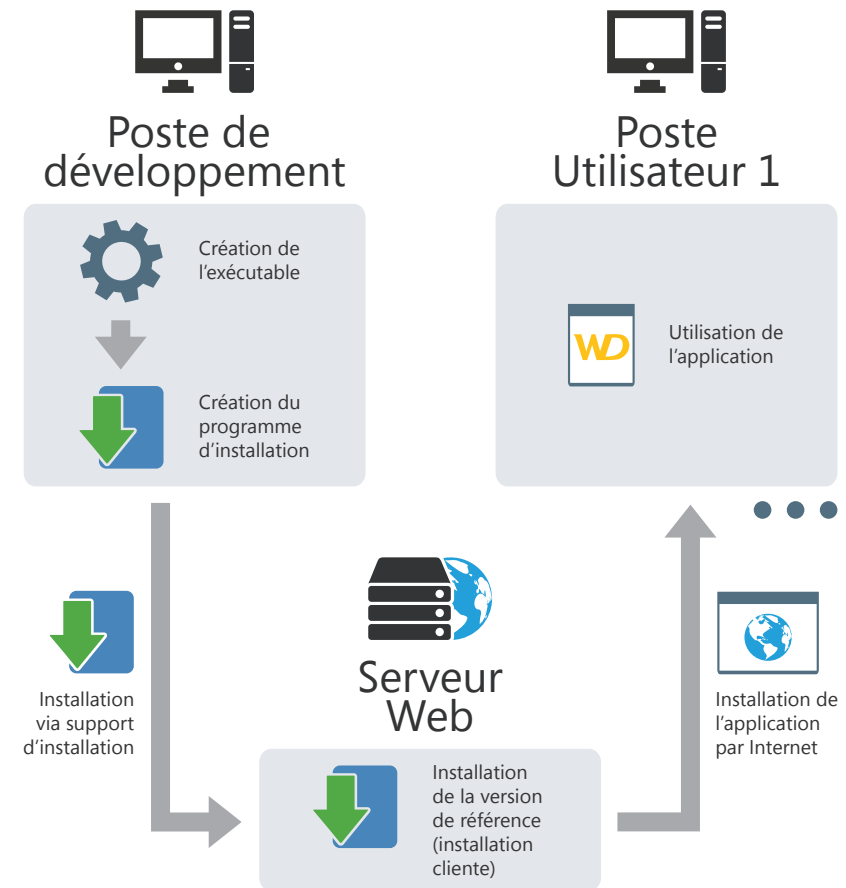 Poste de
développement
Création de
l'exécutable
Création du
programme
d'installation
Poste
Utilisateur 1
WD
Utilisation de
l'application
Installation
via support
d'installation
Serveur
Web
Installation
de la version
de référence
(installation
cliente)
Installation de
l'application
par Internet